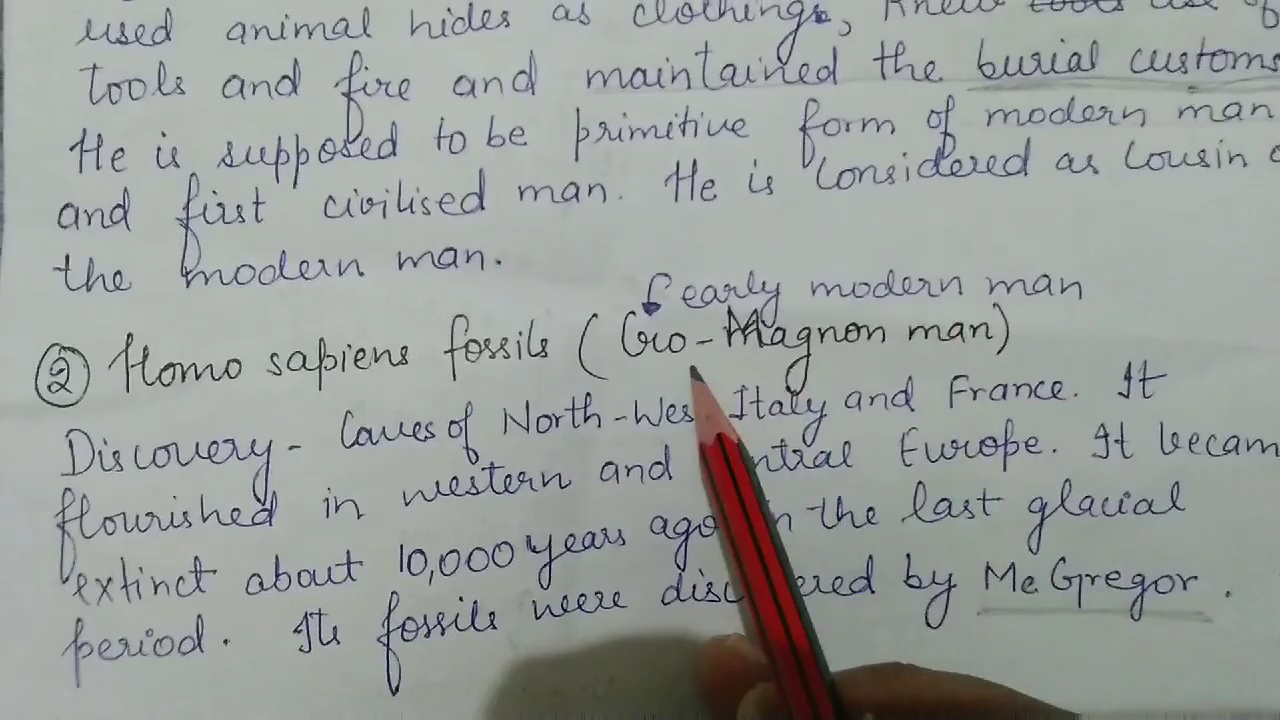 used animal hides as clothings, knew tools use of
tools and fire and maintained the burial customs
He is supposed to be primitive form of modern man
and first civilised man. He is considered as cousin
the modern man.
early modern man
② Homo sapiens fossils (Cro-Magnon man)
Discovery - Caves of North-Wes Italy and France. It
flourished in western and ntral Europe. It becam
extinct about 10,000 years ago in the last glacial
period. Its fossils were disc ered by McGregor.